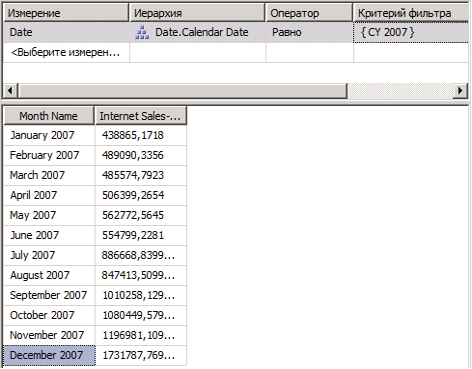 Измерение Иерархия Оператор Критерий фильтра
Date Date.Calendar Date Равно { CY 2007 }
<Выберите измерен...
Month Name Internet Sales-...
January 2007 438865,1718
February 2007 489090,3356
March 2007 485574,7923
April 2007 506399,2654
May 2007 562772,5645
June 2007 554799,2281
July 2007 886668,8399...
August 2007 847413,5099...
September 2007 1010258,129...
October 2007 1080449,579...
November 2007 1196981,109...
December 2007 1731787,769...